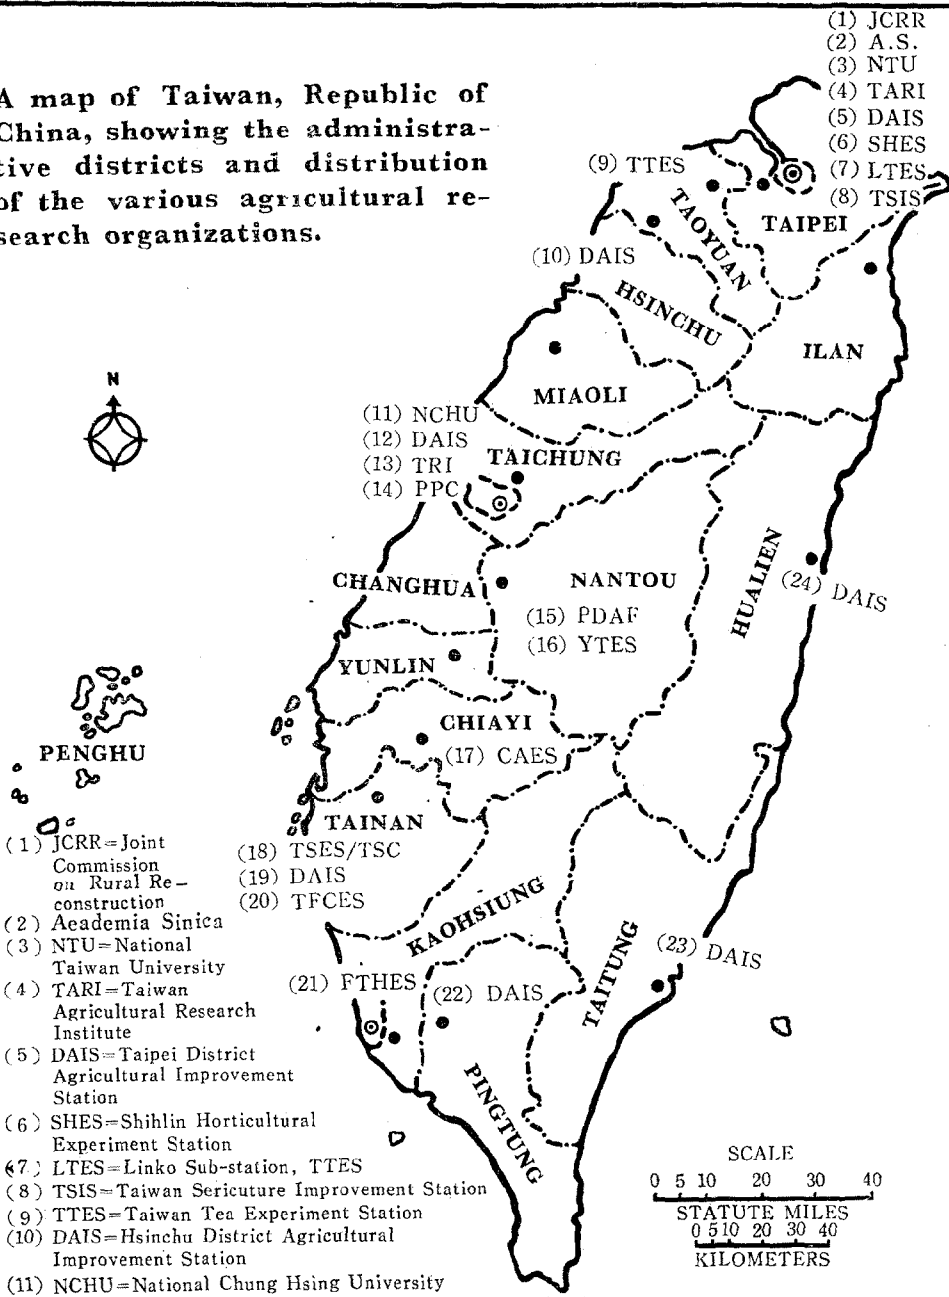 A map of Taiwan, Republic of
China, showing the administra-
tive districts and distribution
of the various agricultural re-
search organizations.
(1) JCRR
(2) A.S.
(3) NTU
(4) TARI
(5) DAIS
(6) SHES
(7) LTES
(8) TSIS
(9) TTES
TAOYUAN
TAIPEI
(10) DAIS
HSINCHU
ILAN
MIAOLI
N
(11) NCHU
(12) DAIS
(13) TRI
(14) PPC
TAICHUNG
CHANGHUA
NANTOU
HUALIEN
(24) DAIS
(15) PDAF
(16) YTES
YUNLIN
CHIAYI
(17) CAES
PENGHU
TAINAN
(18) TSES/TSC
(19) DAIS
(20) TFCES
KAOHSIUNG
TAITUNG
(23) DAIS
(21) FTHES
(22) DAIS
PINGTUNG
(1) JCRR=Joint
Commission
on Rural Re-
construction
(2) Aeademia Sinica
(3) NTU=National
Taiwan University
(4) TARI=Taiwan
Agricultural Research
Institute
(5) DAIS=Taipei District
Agricultural Improvement
Station
(6) SHES=Shihlin Horticultural
Experiment Station
(7) LTES=Linko Sub-station, TTES
(8) TSIS=Taiwan Sericuture Improvement Station
(9) TTES=Taiwan Tea Experiment Station
(10) DAIS=Hsinchu District Agricultural
Improvement Station
(11) NCHU=National Chung Hsing University
SCALE
0 5 10 20 30 40
STATUTE MILES
0 5 10 20 30 40
KILOMETERS